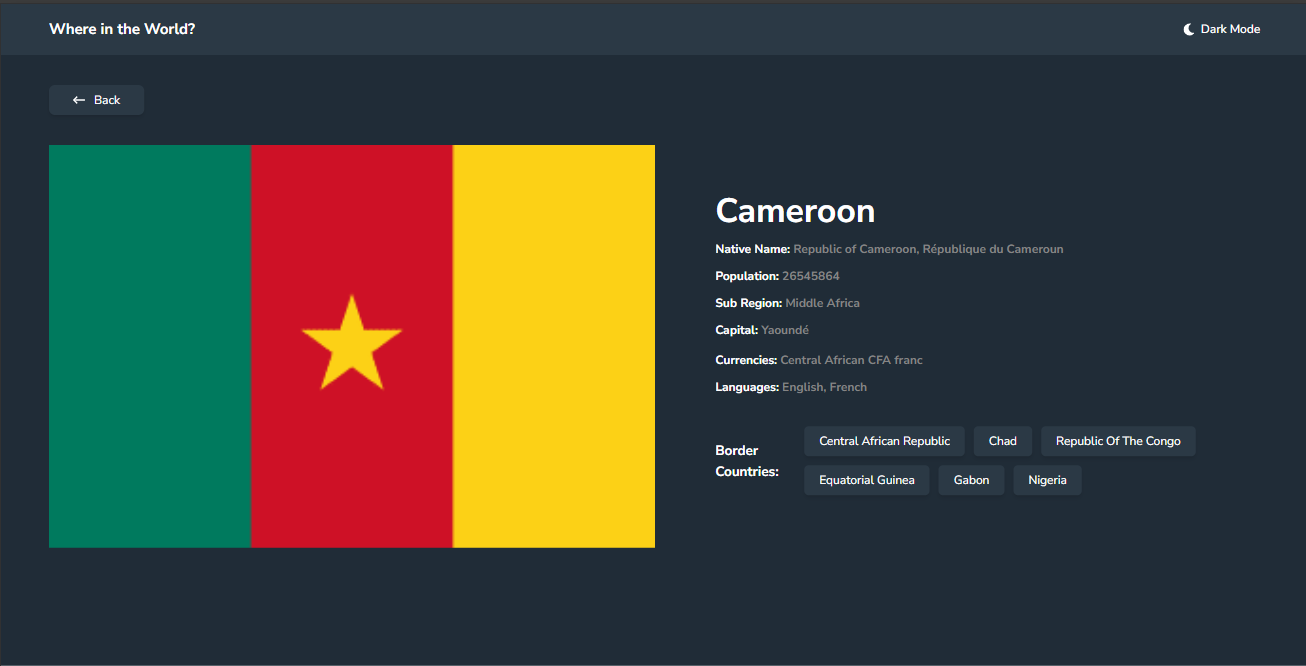 Where in the World?
Dark Mode
Back
Cameroon
Native Name: Republic of Cameroon, République du Cameroun
Population: 26545864
Sub Region: Middle Africa
Capital: Yaoundé
Currencies: Central African CFA franc
Languages: English, French
Border
Countries:
Central African Republic Chad Republic Of The Congo
Equatorial Guinea Gabon Nigeria